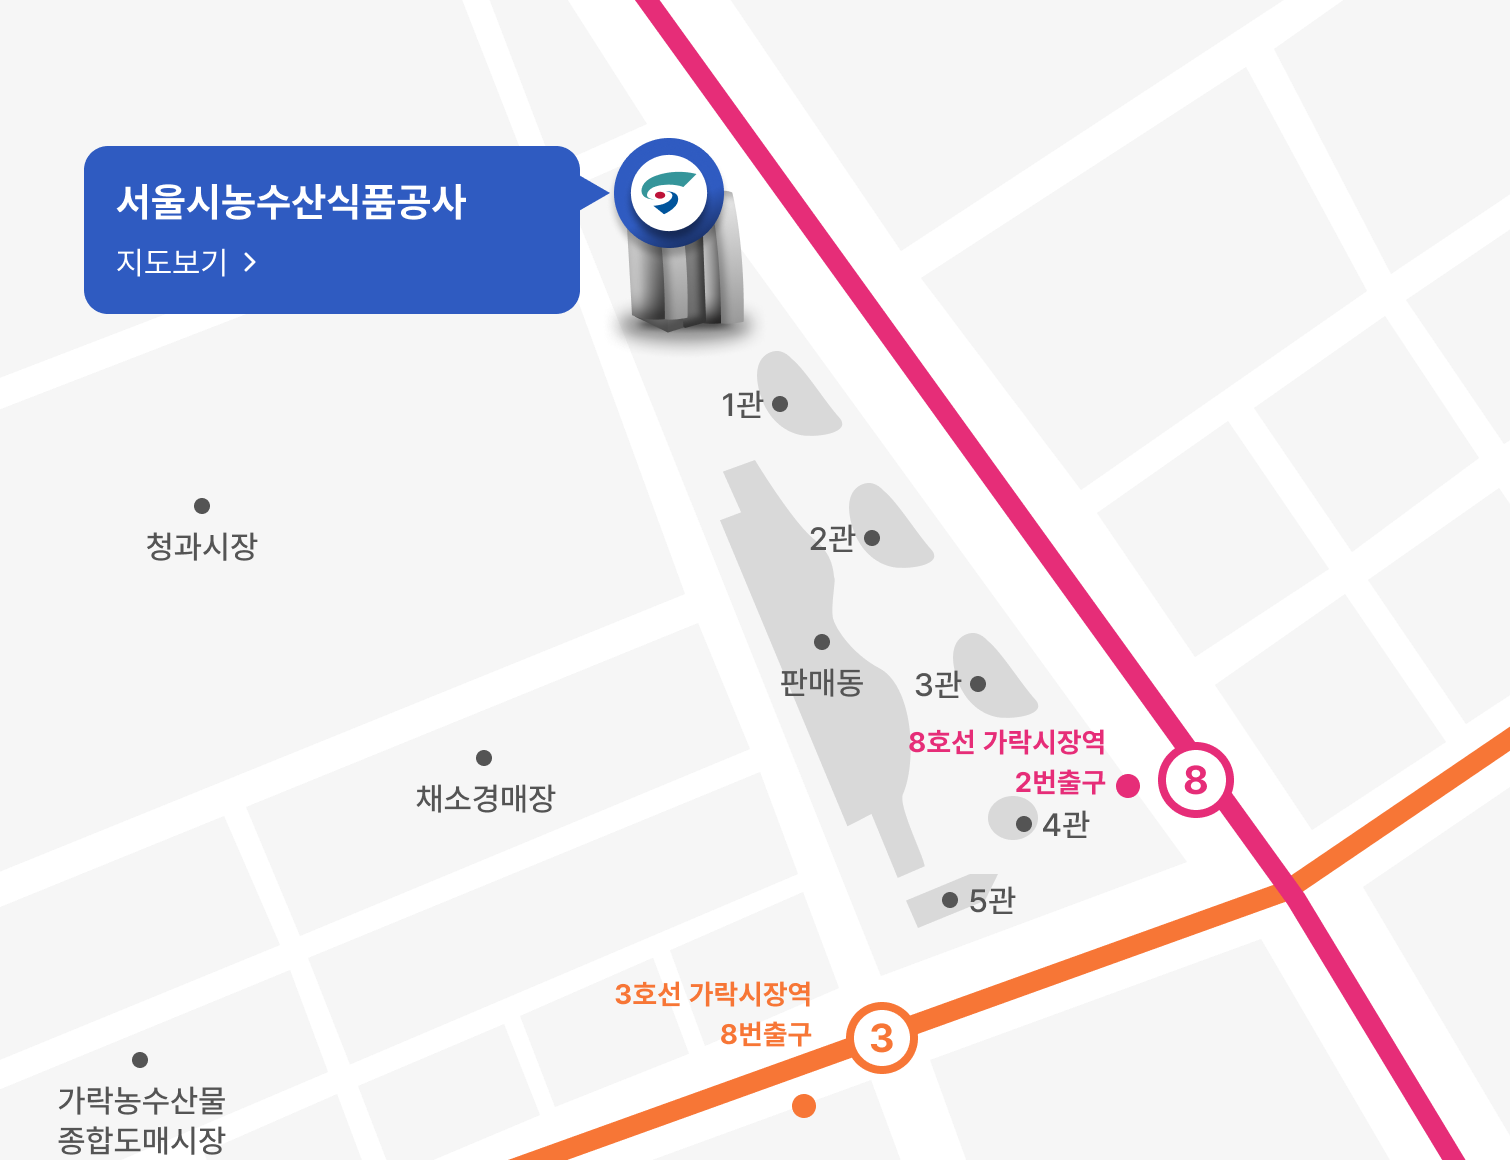 서울시농수산식품공사
지도보기 >
1관
청과시장
2관
판매동
3관
8호선 가락시장역
2번출구
8
채소경매장
4관
5관
3호선 가락시장역
8번출구
3
가락농수산물
종합도매시장